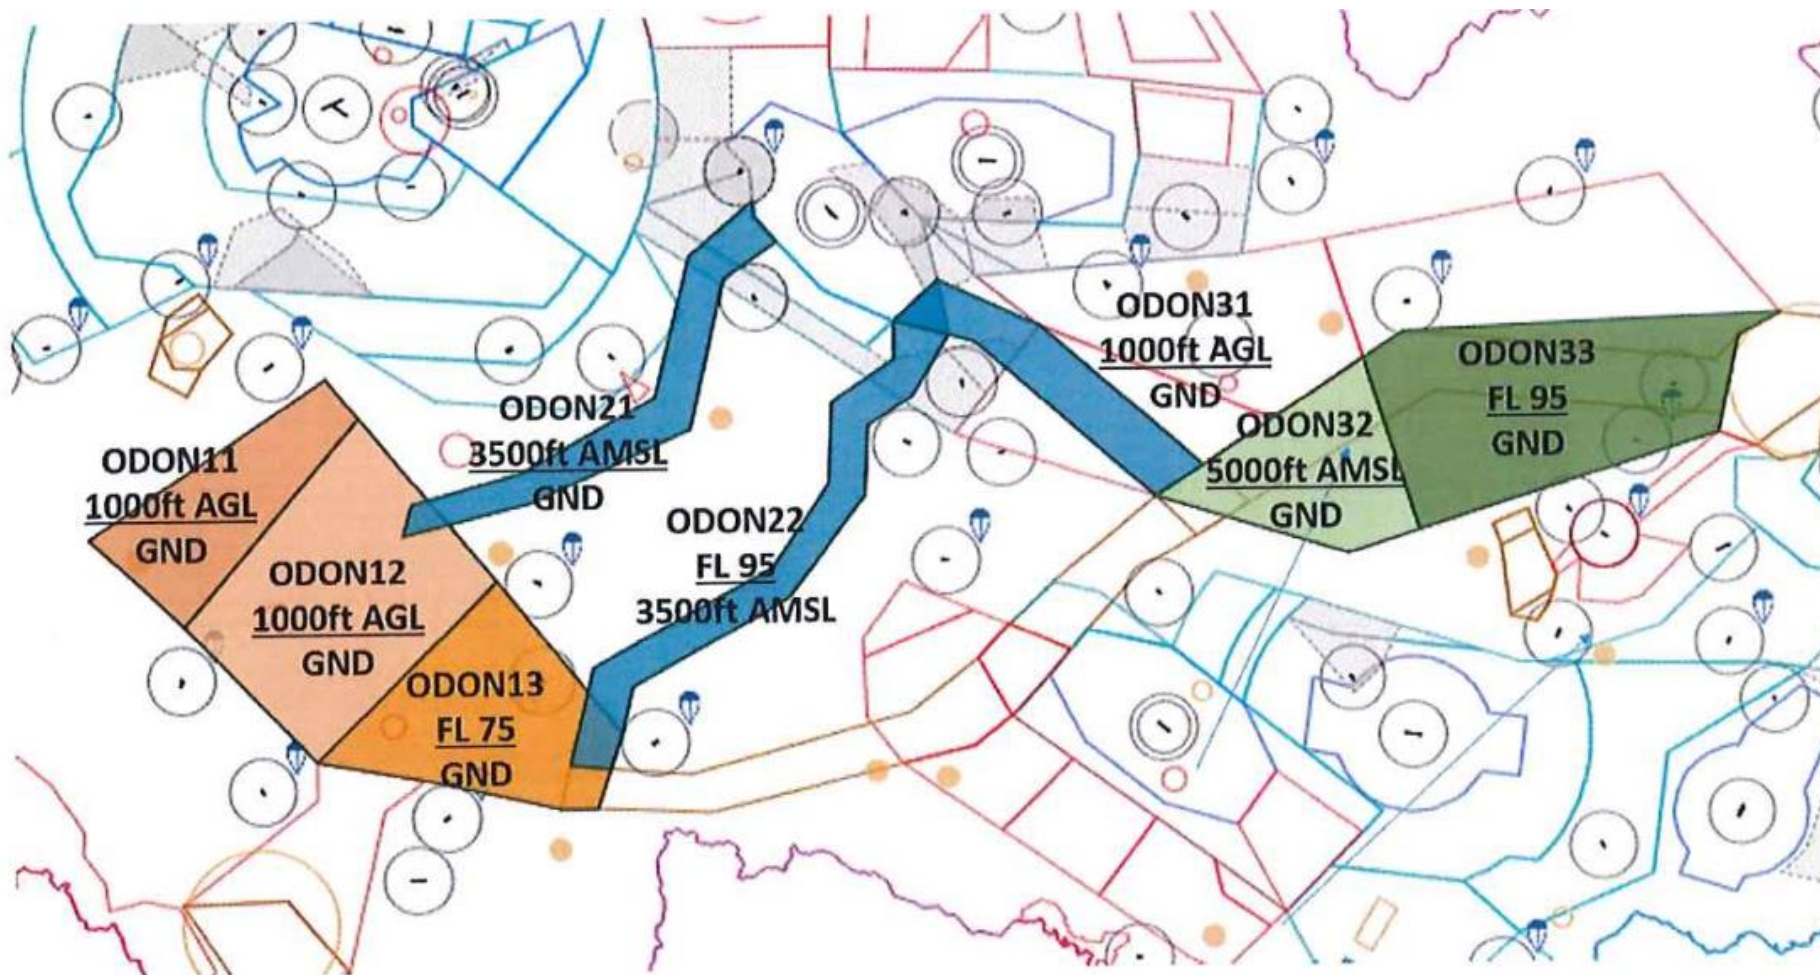 ODON11
1000ft AGL
GND
ODON12
1000ft AGL
GND
ODON13
FL 75
GND
ODON21
3500ft AMSL
GND
ODON22
FL 95
3500ft AMSL
ODON31
1000ft AGL
GND
ODON32
5000ft AMSL
GND
ODON33
FL 95
GND